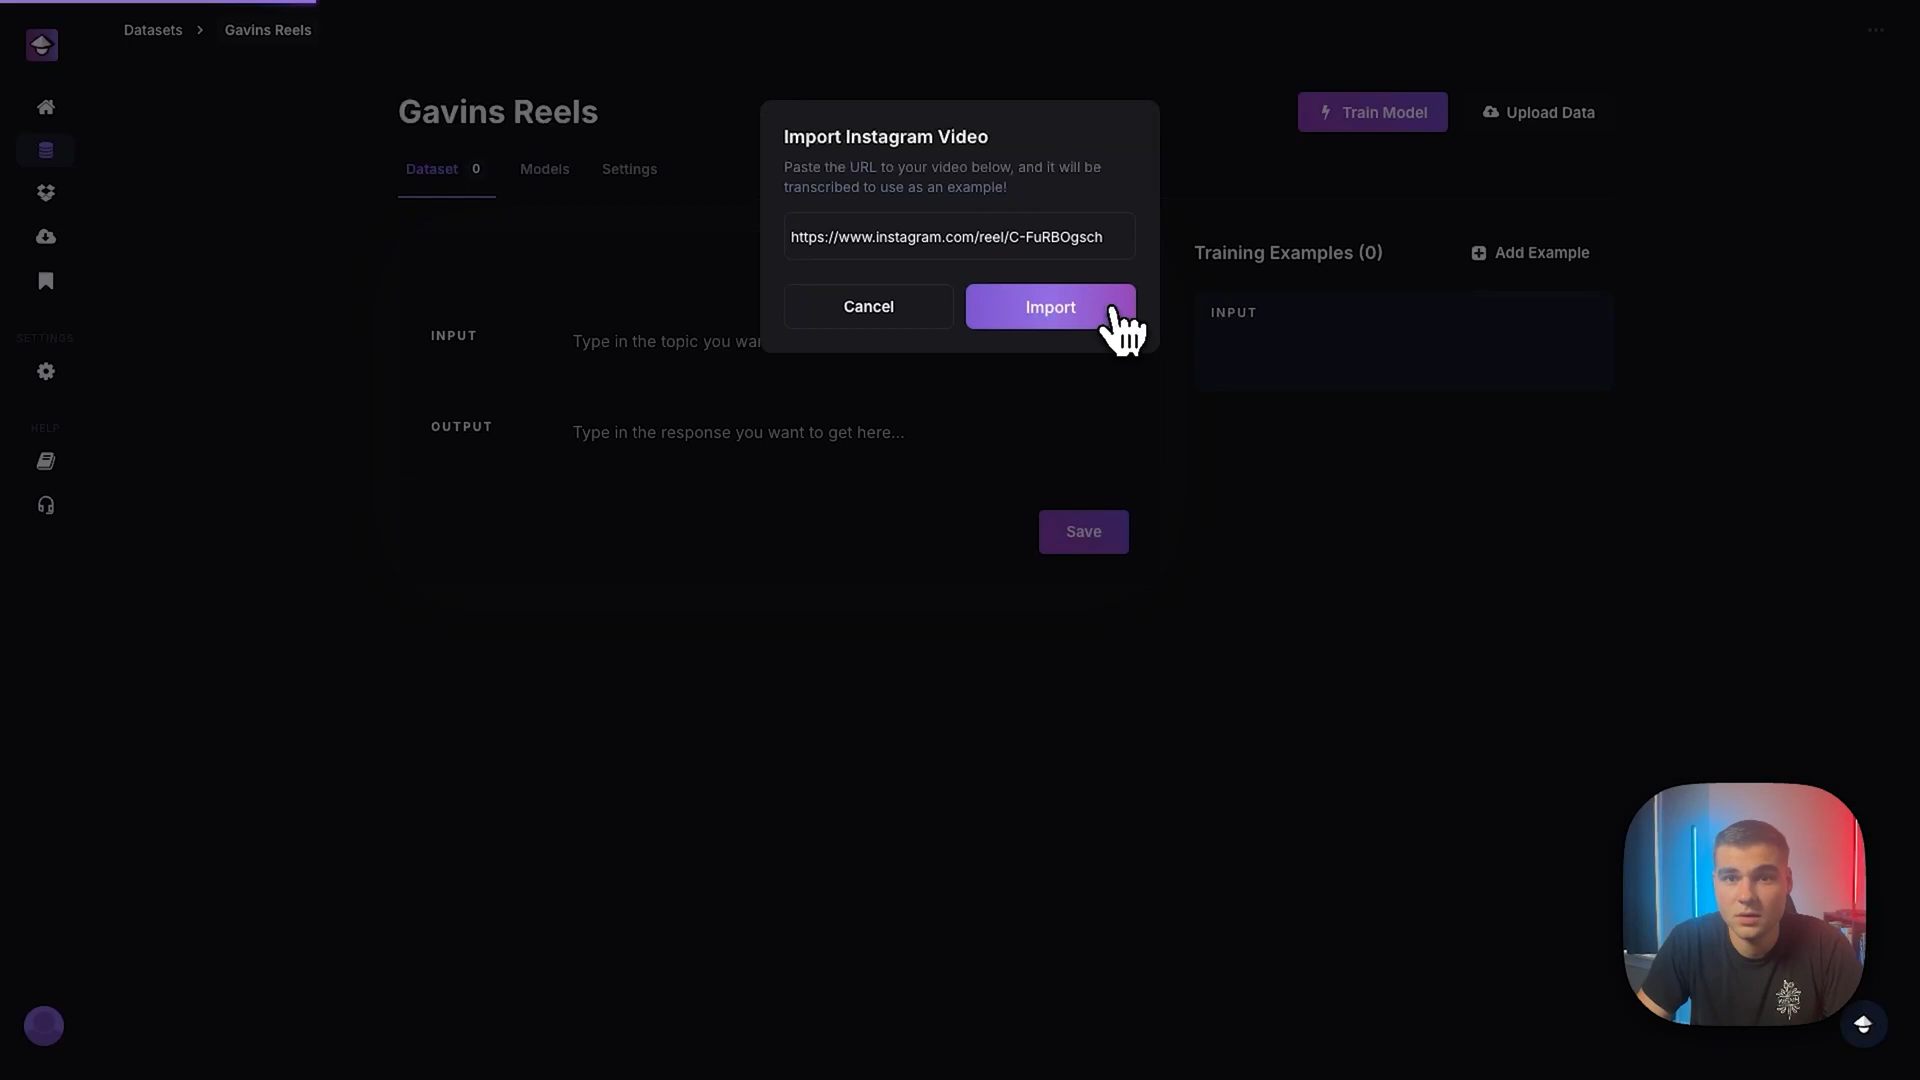 Datasets > Gavins Reels
Gavins Reels
Train Model
Upload Data
Dataset 0 Models Settings
Import Instagram Video
Paste the URL to your video below, and it will be
transcribed to use as an example!
https://www.instagram.com/reel/C-FuRBOgsch
Cancel
Import
Training Examples (0)
Add Example
INPUT
INPUT
Type in the topic you
OUTPUT
Type in the response you want to get here...
Save
SETTINGS
HELP